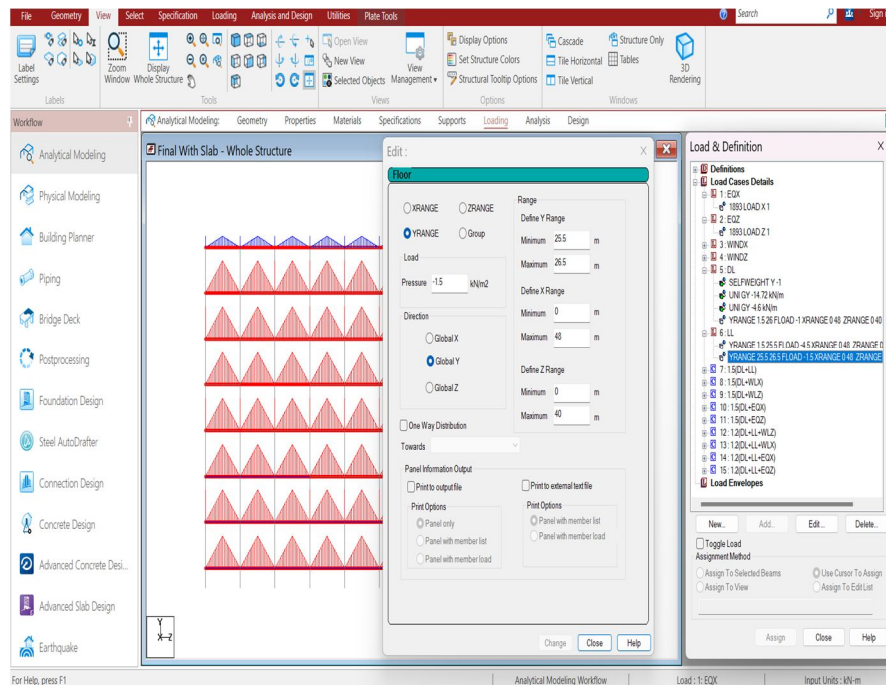 File Geometry View Select Specification Loading Analysis and Design Utilities Plate Tools Search Sign
Label Settings
Zoom Window
Display Whole Structure
Open View
New View
Selected Objects
View Management
Display Options
Set Structure Colors
Structural Tooltip Options
Cascade
Tile Horizontal
Tile Vertical
Structure Only
Tables
3D Rendering
Labels Tools Views Options Windows
Workflow
Analytical Modeling: Geometry Properties Materials Specifications Supports Loading Analysis Design
Analytical Modeling
Physical Modeling
Building Planner
Piping
Bridge Deck
Postprocessing
Foundation Design
Steel AutoDrafter
Connection Design
Concrete Design
Advanced Concrete Desi...
Advanced Slab Design
Earthquake
Final With Slab - Whole Structure
Y
X Z
Edit : X
Floor
XRANGE ZRANGE
YRANGE Group
Load
Pressure -1.5 kN/m2
Direction
Global X
Global Y
Global Z
One Way Distribution
Towards
Range
Define Y Range
Minimum 25.5 m
Maximum 26.5 m
Define X Range
Minimum 0 m
Maximum 48 m
Define Z Range
Minimum 0 m
Maximum 40 m
Panel Information Output
Print to output file
Print Options
Panel only
Panel with member list
Panel with member load
Print to external text file
Print Options
Panel with member list
Panel with member load
Change Close Help
Load & Definition X
Definitions
Load Cases Details
1: EQX
1893 LOAD X 1
2: EQZ
1893 LOAD Z 1
3: WINDX
4: WINDZ
5: DL
SELFWEIGHT Y -1
UNI GY -14.72 kN/m
UNI GY -4.6 kN/m
YRANGE 1.5 26 FLOAD -1 XRANGE 0 48 ZRANGE 0 40
6: LL
YRANGE 1.5 25.5 FLOAD -4.5 XRANGE 0 48 ZRANGE 0
YRANGE 25.5 26.5 FLOAD -1.5 XRANGE 0 48 ZRANGE
7: 1.5(DL+LL)
8: 1.5(DL+WLX)
9: 1.5(DL+WLZ)
10: 1.5(DL+EQX)
11: 1.5(DL+EQZ)
12: 1.2(DL+LL+WLZ)
13: 1.2(DL+LL+WLX)
14: 1.2(DL+LL+EQX)
15: 1.2(DL+LL+EQZ)
Load Envelopes
New... Add... Edit... Delete...
Toggle Load
Assignment Method
Assign To Selected Beams Use Cursor To Assign
Assign To View Assign To Edit List
Assign Close Help
For Help, press F1 Analytical Modeling Workflow Load : 1: EQX Input Units : kN-m